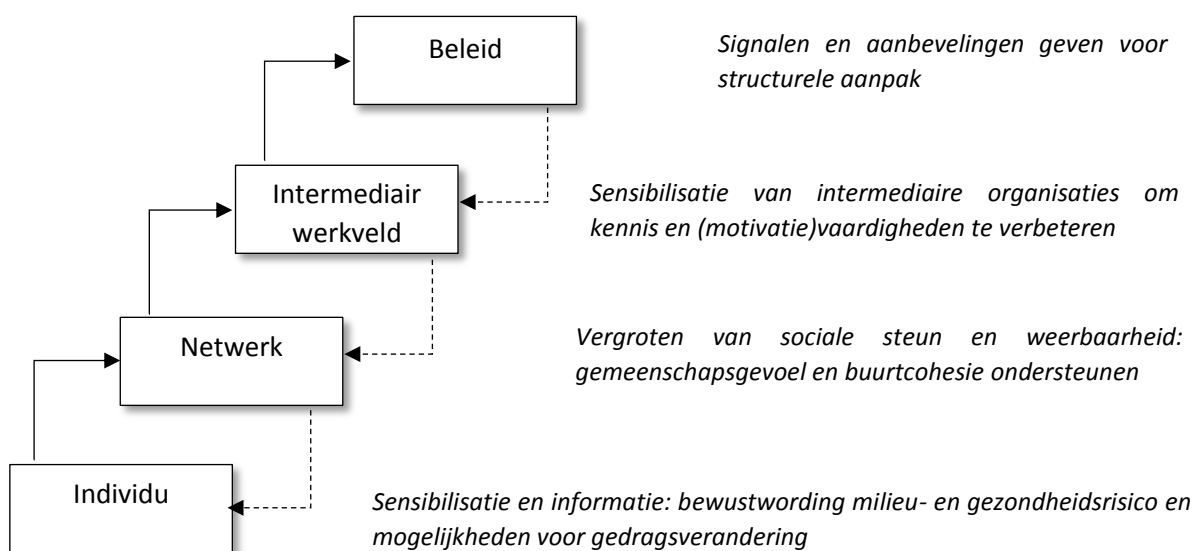 Beleid
Signalen en aanbevelingen geven voor
structurele aanpak
Intermediair
werkveld
Sensibilisatie van intermediaire organisaties om
kennis en (motivatie)vaardigheden te verbeteren
Netwerk
Vergroten van sociale steun en weerbaarheid:
gemeenschapsgevoel en buurtcohesie ondersteunen
Individu
Sensibilisatie en informatie: bewustwording milieu- en gezondheidsrisico en
mogelijkheden voor gedragsverandering